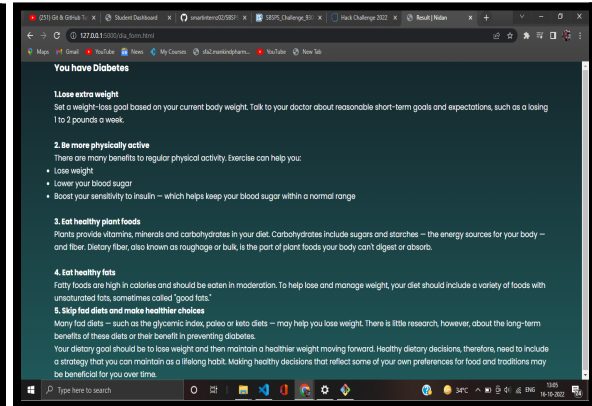 (251) Git & GitHub Tu
Student Dashboard
smartinternz02/SBSP
SBSPS_Challenge_930
Hack Challenge 2022
Result | Nidan
127.0.0.1:5000/dia_form.html
Maps
Gmail
YouTube
News
My Courses
sfa2.mankindpharm...
YouTube
New Tab
You have Diabetes
1.Lose extra weight
Set a weight-loss goal based on your current body weight. Talk to your doctor about reasonable short-term goals and expectations, such as a losing
1 to 2 pounds a week.
2. Be more physically active
There are many benefits to regular physical activity. Exercise can help you:
Lose weight
Lower your blood sugar
Boost your sensitivity to insulin — which helps keep your blood sugar within a normal range
3. Eat healthy plant foods
Plants provide vitamins, minerals and carbohydrates in your diet. Carbohydrates include sugars and starches — the energy sources for your body —
and fiber. Dietary fiber, also known as roughage or bulk, is the part of plant foods your body can't digest or absorb.
4. Eat healthy fats
Fatty foods are high in calories and should be eaten in moderation. To help lose and manage weight, your diet should include a variety of foods with
unsaturated fats, sometimes called "good fats."
5. Skip fad diets and make healthier choices
Many fad diets — such as the glycemic index, paleo or keto diets — may help you lose weight. There is little research, however, about the long-term
benefits of these diets or their benefit in preventing diabetes.
Your dietary goal should be to lose weight and then maintain a healthier weight moving forward. Healthy dietary decisions, therefore, need to include
a strategy that you can maintain as a lifelong habit. Making healthy decisions that reflect some of your own preferences for food and traditions may
be beneficial for you over time.
Type here to search
34°C
ENG
13:05
16-10-2022
24